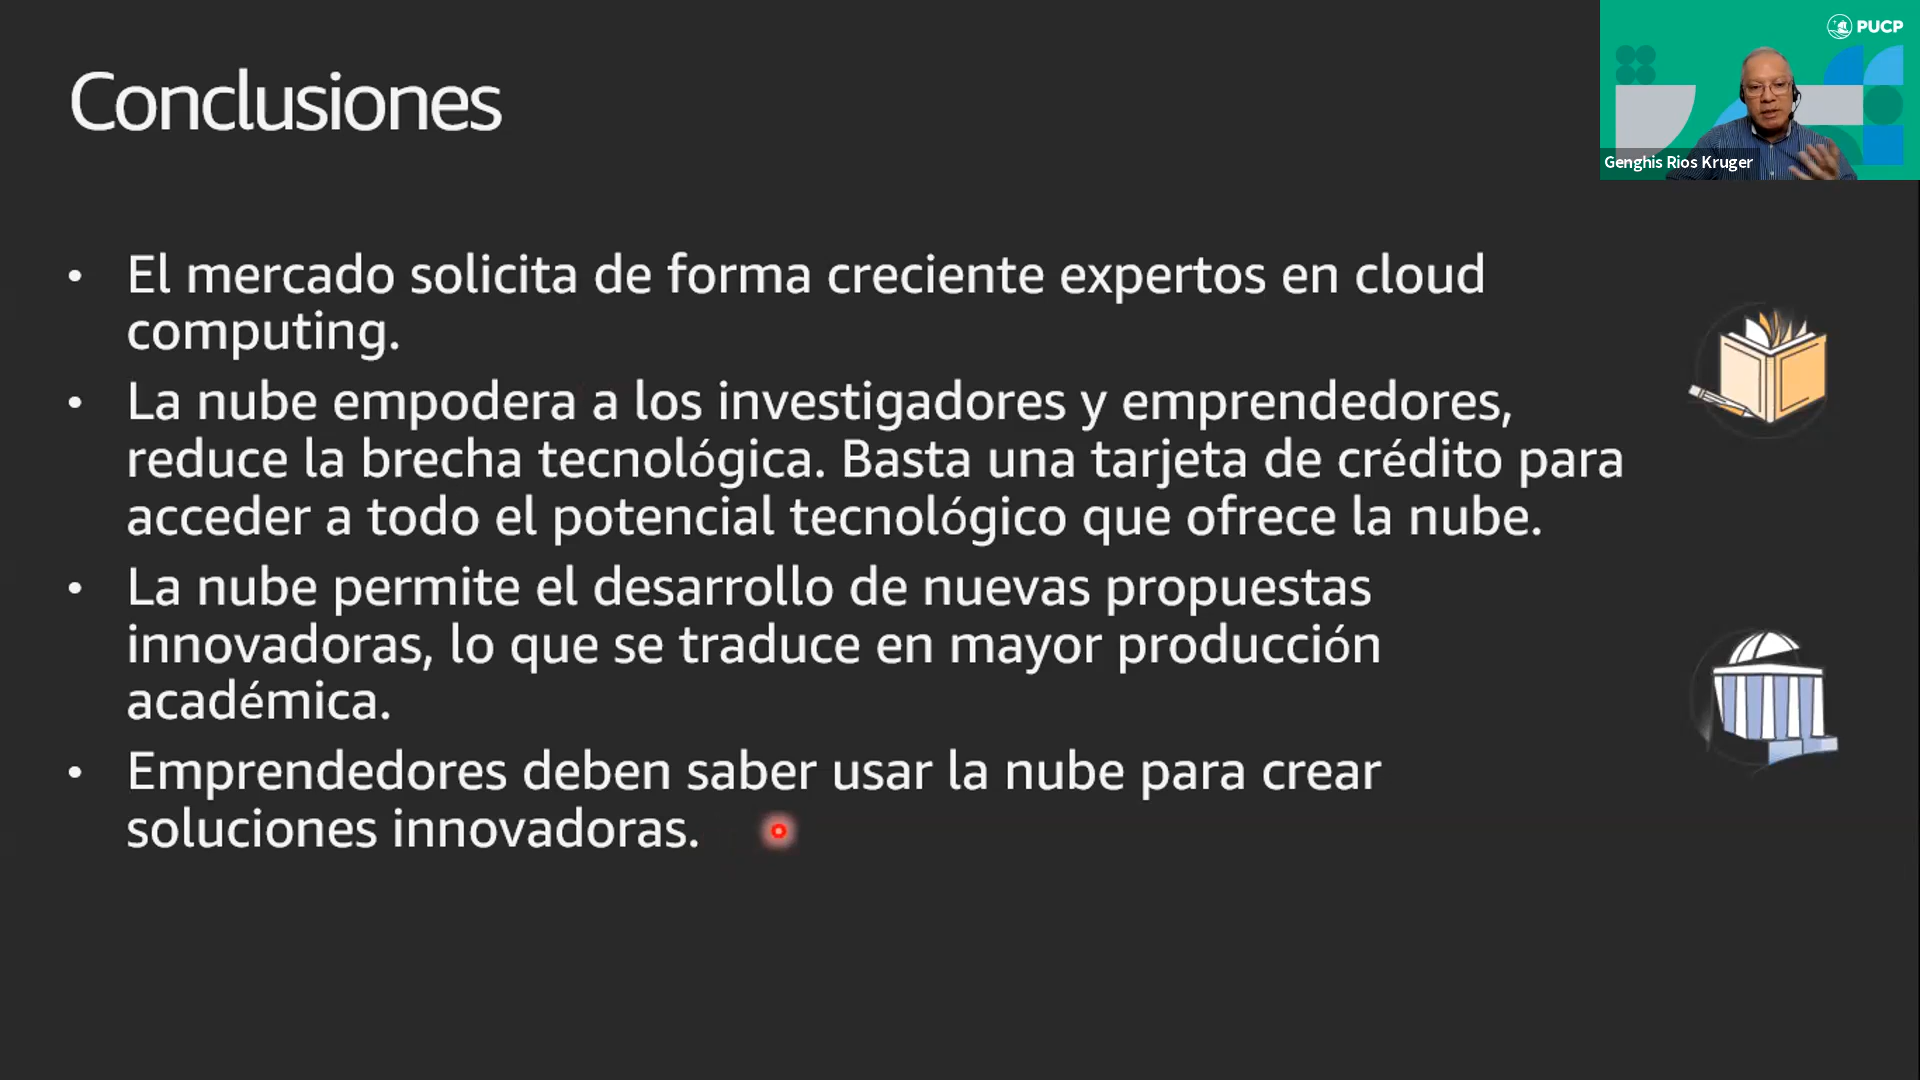 Conclusiones
PUCP
Genghis Rios Kruger
• El mercado solicita de forma creciente expertos en cloud
computing.
• La nube empodera a los investigadores y emprendedores,
reduce la brecha tecnológica. Basta una tarjeta de crédito para
acceder a todo el potencial tecnológico que ofrece la nube.
• La nube permite el desarrollo de nuevas propuestas
innovadoras, lo que se traduce en mayor producción
académica.
• Emprendedores deben saber usar la nube para crear
soluciones innovadoras.